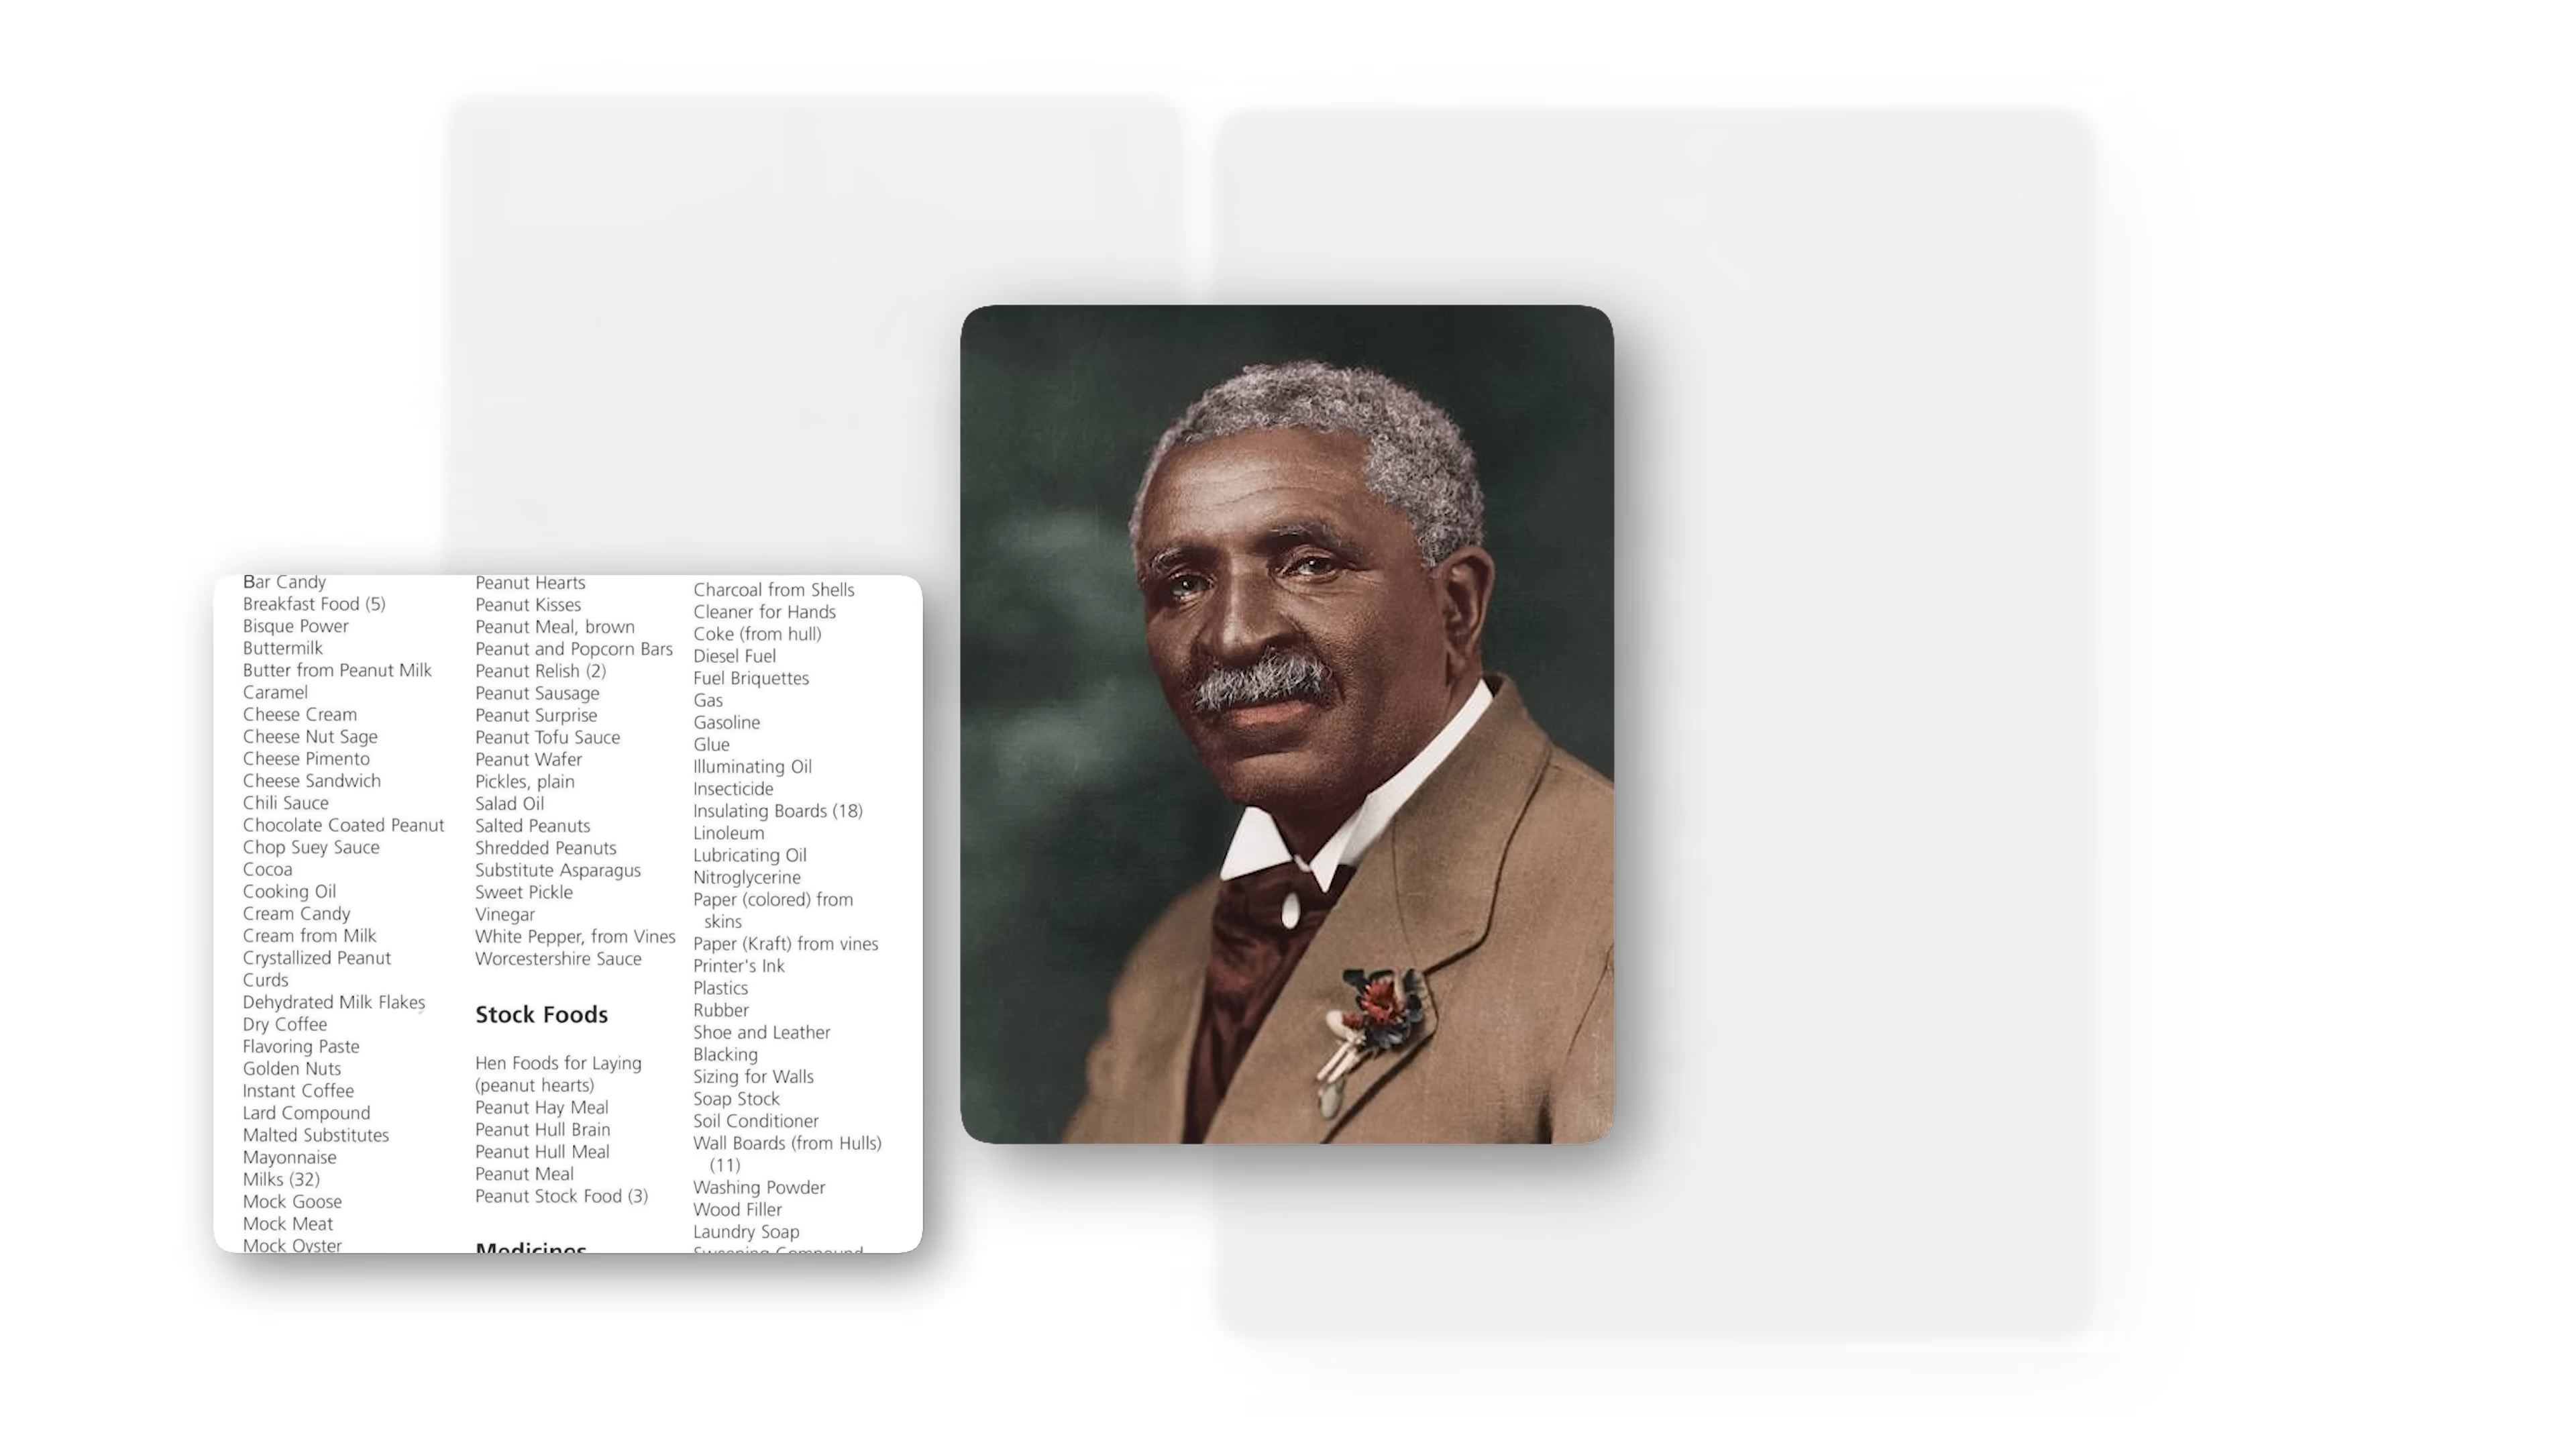 Bar Candy
Breakfast Food (5)
Bisque Power
Buttermilk
Butter from Peanut Milk
Caramel
Cheese Cream
Cheese Nut Sage
Cheese Pimento
Cheese Sandwich
Chili Sauce
Chocolate Coated Peanut
Chop Suey Sauce
Cocoa
Cooking Oil
Cream Candy
Cream from Milk
Crystallized Peanut
Curds
Dehydrated Milk Flakes
Dry Coffee
Flavoring Paste
Golden Nuts
Instant Coffee
Lard Compound
Malted Substitutes
Mayonnaise
Milks (32)
Mock Goose
Mock Meat
Mock Oyster
Peanut Hearts
Peanut Kisses
Peanut Meal, brown
Peanut and Popcorn Bars
Peanut Relish (2)
Peanut Sausage
Peanut Surprise
Peanut Tofu Sauce
Peanut Wafer
Pickles, plain
Salad Oil
Salted Peanuts
Shredded Peanuts
Substitute Asparagus
Sweet Pickle
Vinegar
White Pepper, from Vines
Worcestershire Sauce
Stock Foods
Hen Foods for Laying
(peanut hearts)
Peanut Hay Meal
Peanut Hull Brain
Peanut Hull Meal
Peanut Meal
Peanut Stock Food (3)
Medicines
Charcoal from Shells
Cleaner for Hands
Coke (from hull)
Diesel Fuel
Fuel Briquettes
Gas
Gasoline
Glue
Illuminating Oil
Insecticide
Insulating Boards (18)
Linoleum
Lubricating Oil
Nitroglycerine
Paper (colored) from
skins
Paper (Kraft) from vines
Printer's Ink
Plastics
Rubber
Shoe and Leather
Blacking
Sizing for Walls
Soap Stock
Soil Conditioner
Wall Boards (from Hulls)
(11)
Washing Powder
Wood Filler
Laundry Soap
Sweeping Compound